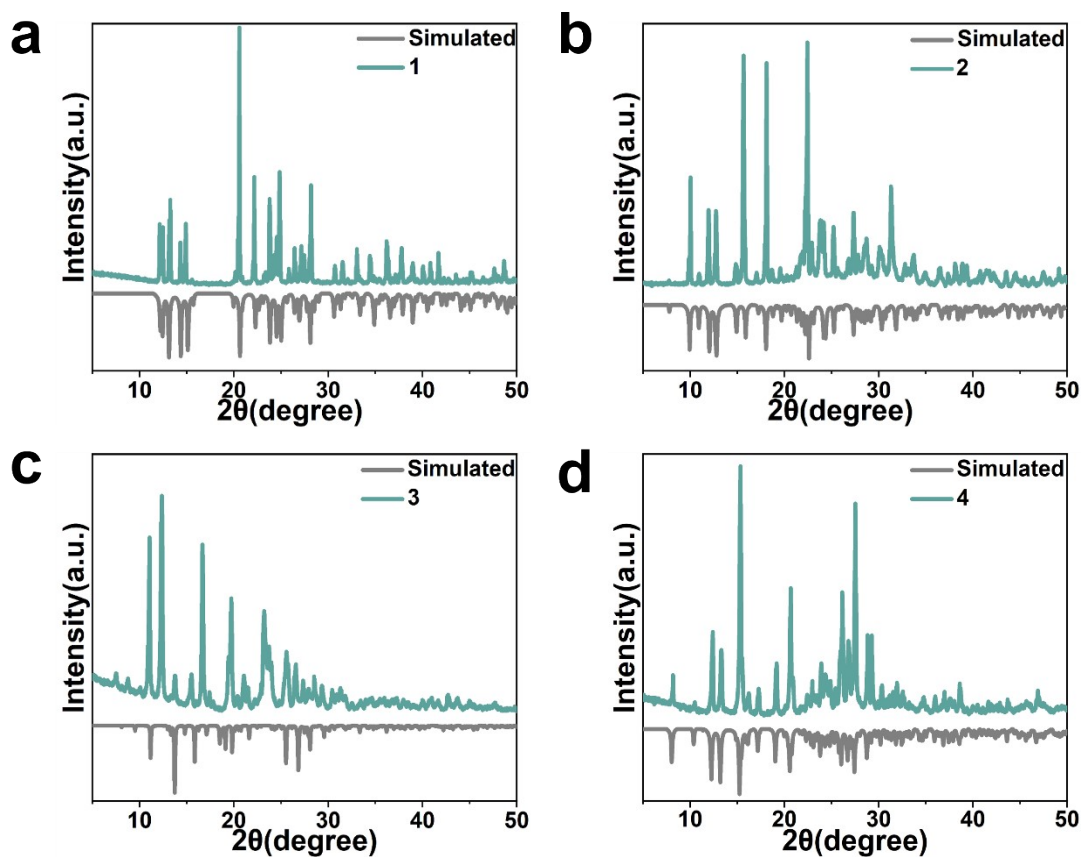 a
Intensity(a.u.)
Simulated
1
10 20 30 40 50
2θ(degree)
b
Intensity(a.u.)
Simulated
2
10 20 30 40 50
2θ(degree)
c
Intensity(a.u.)
Simulated
3
10 20 30 40 50
2θ(degree)
d
Intensity(a.u.)
Simulated
4
10 20 30 40 50
2θ(degree)